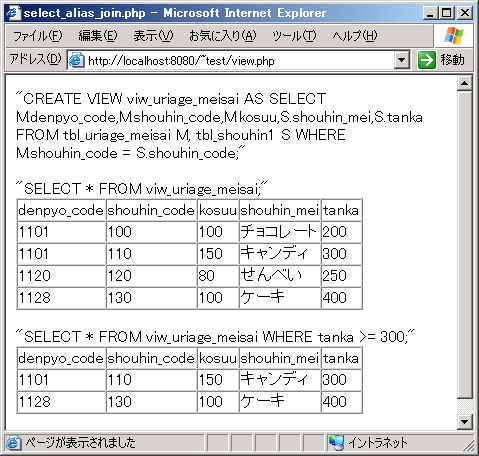 select_alias_join.php - Microsoft Internet Explorer
ファイル(F) 編集(E) 表示(V) お気に入り(A) ツール(T) ヘルプ(H)
アドレス(D) http://localhost:8080/~test/view.php 移動
"CREATE VIEW viw_uriage_meisai AS SELECT
M.denpyo_code,M.shouhin_code,M.kosuu,S.shouhin_mei,S.tanka
FROM tbl_uriage_meisai M, tbl_shouhin1 S WHERE
M.shouhin_code = S.shouhin_code;"
"SELECT * FROM viw_uriage_meisai;"
denpyo_code shouhin_code kosuu shouhin_mei tanka
1101 100 100 チョコレート 200
1101 110 150 キャンディ 300
1120 120 80 せんべい 250
1128 130 100 ケーキ 400
"SELECT * FROM viw_uriage_meisai WHERE tanka >= 300;"
denpyo_code shouhin_code kosuu shouhin_mei tanka
1101 110 150 キャンディ 300
1128 130 100 ケーキ 400
ページが表示されました イントラネット